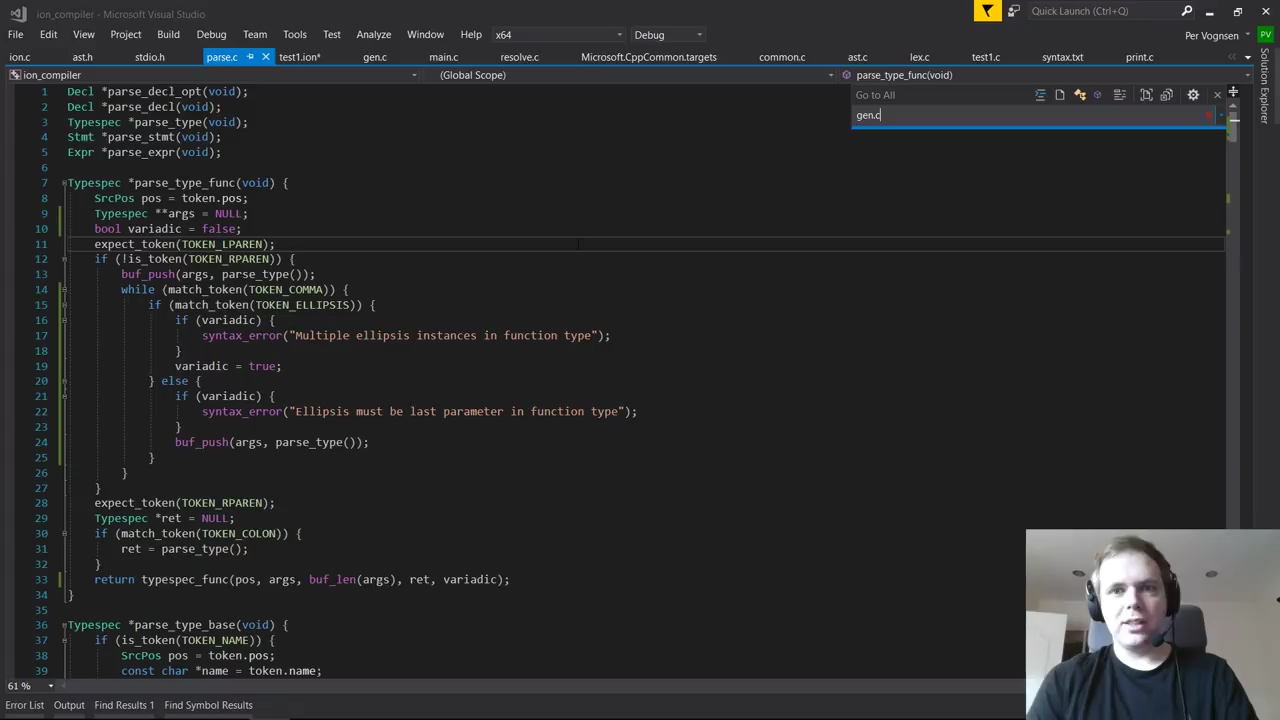 ion_compiler - Microsoft Visual Studio
Quick Launch (Ctrl+Q)
File Edit View Project Build Debug Team Tools Test Analyze Window Help x64 Debug
Per Vognsen PV
ion.c ast.h stdio.h parse.c test1.ion* gen.c main.c resolve.c Microsoft.CppCommon.targets common.c ast.c lex.c test1.c syntax.txt print.c
ion_compiler (Global Scope) parse_type_func(void)
Solution Explorer
Go to All
gen.c
1 Decl *parse_decl_opt(void);
2 Decl *parse_decl(void);
3 Typespec *parse_type(void);
4 Stmt *parse_stmt(void);
5 Expr *parse_expr(void);
6
7 Typespec *parse_type_func(void) {
8 SrcPos pos = token.pos;
9 Typespec **args = NULL;
10 bool variadic = false;
11 expect_token(TOKEN_LPAREN);
12 if (!is_token(TOKEN_RPAREN)) {
13 buf_push(args, parse_type());
14 while (match_token(TOKEN_COMMA)) {
15 if (match_token(TOKEN_ELLIPSIS)) {
16 if (variadic) {
17 syntax_error("Multiple ellipsis instances in function type");
18 }
19 variadic = true;
20 } else {
21 if (variadic) {
22 syntax_error("Ellipsis must be last parameter in function type");
23 }
24 buf_push(args, parse_type());
25 }
26 }
27 }
28 expect_token(TOKEN_RPAREN);
29 Typespec *ret = NULL;
30 if (match_token(TOKEN_COLON)) {
31 ret = parse_type();
32 }
33 return typespec_func(pos, args, buf_len(args), ret, variadic);
34 }
35
36 Typespec *parse_type_base(void) {
37 if (is_token(TOKEN_NAME)) {
38 SrcPos pos = token.pos;
39 const char *name = token.name;
61 %
Error List Output Find Results 1 Find Symbol Results